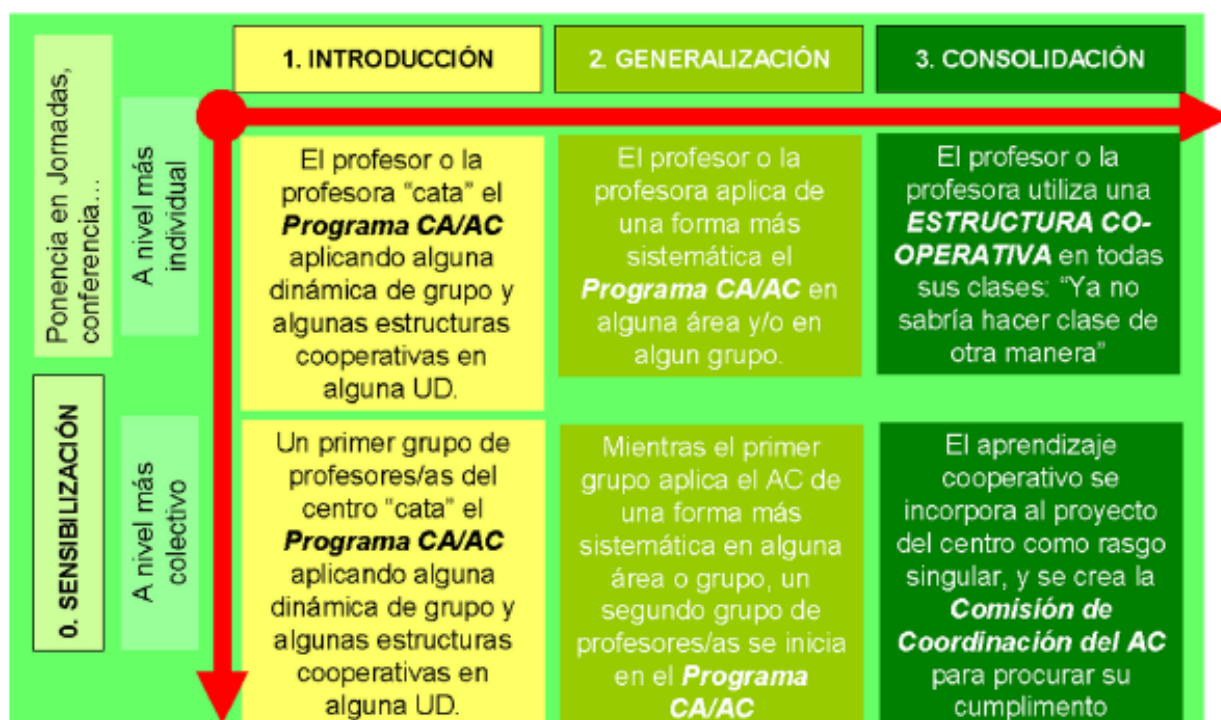 Ponencia en Jornadas,
conferencia…
0. SENSIBILIZACIÓN
A nivel más
individual
A nivel más
colectivo
1. INTRODUCCIÓN
2. GENERALIZACIÓN
3. CONSOLIDACIÓN
El profesor o la
profesora “cata” el
Programa CA/AC
aplicando alguna
dinámica de grupo y
algunas estructuras
cooperativas en
alguna UD.
El profesor o la
profesora aplica de
una forma más
sistemática el
Programa CA/AC en
alguna área y/o en
algun grupo.
El profesor o la
profesora utiliza una
ESTRUCTURA CO-
OPERATIVA en todas
sus clases: “Ya no
sabría hacer clase de
otra manera”
Un primer grupo de
profesores/as del
centro “cata” el
Programa CA/AC
aplicando alguna
dinámica de grupo y
algunas estructuras
cooperativas en
alguna UD.
Mientras el primer
grupo aplica el AC de
una forma más
sistemática en alguna
área o grupo, un
segundo grupo de
profesores/as se inicia
en el Programa
CA/AC
El aprendizaje
cooperativo se
incorpora al proyecto
del centro como rasgo
singular, y se crea la
Comisión de
Coordinación del AC
para procurar su
cumplimento